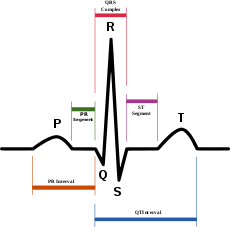 QRS
Complex
R
P
PR
Segment
ST
Segment
T
Q
S
PR Interval
QT Interval